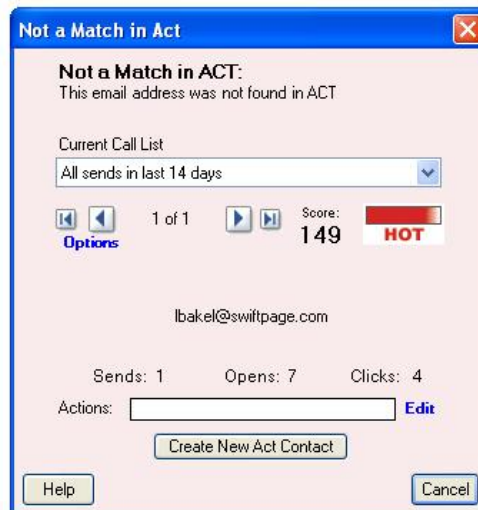 Not a Match in Act
Not a Match in ACT:
This email address was not found in ACT
Current Call List
All sends in last 14 days
1 of 1
Score:
149
HOT
Options
lbakel@swiftpage.com
Sends: 1 Opens: 7 Clicks: 4
Actions: Edit
Create New Act Contact
Help Cancel